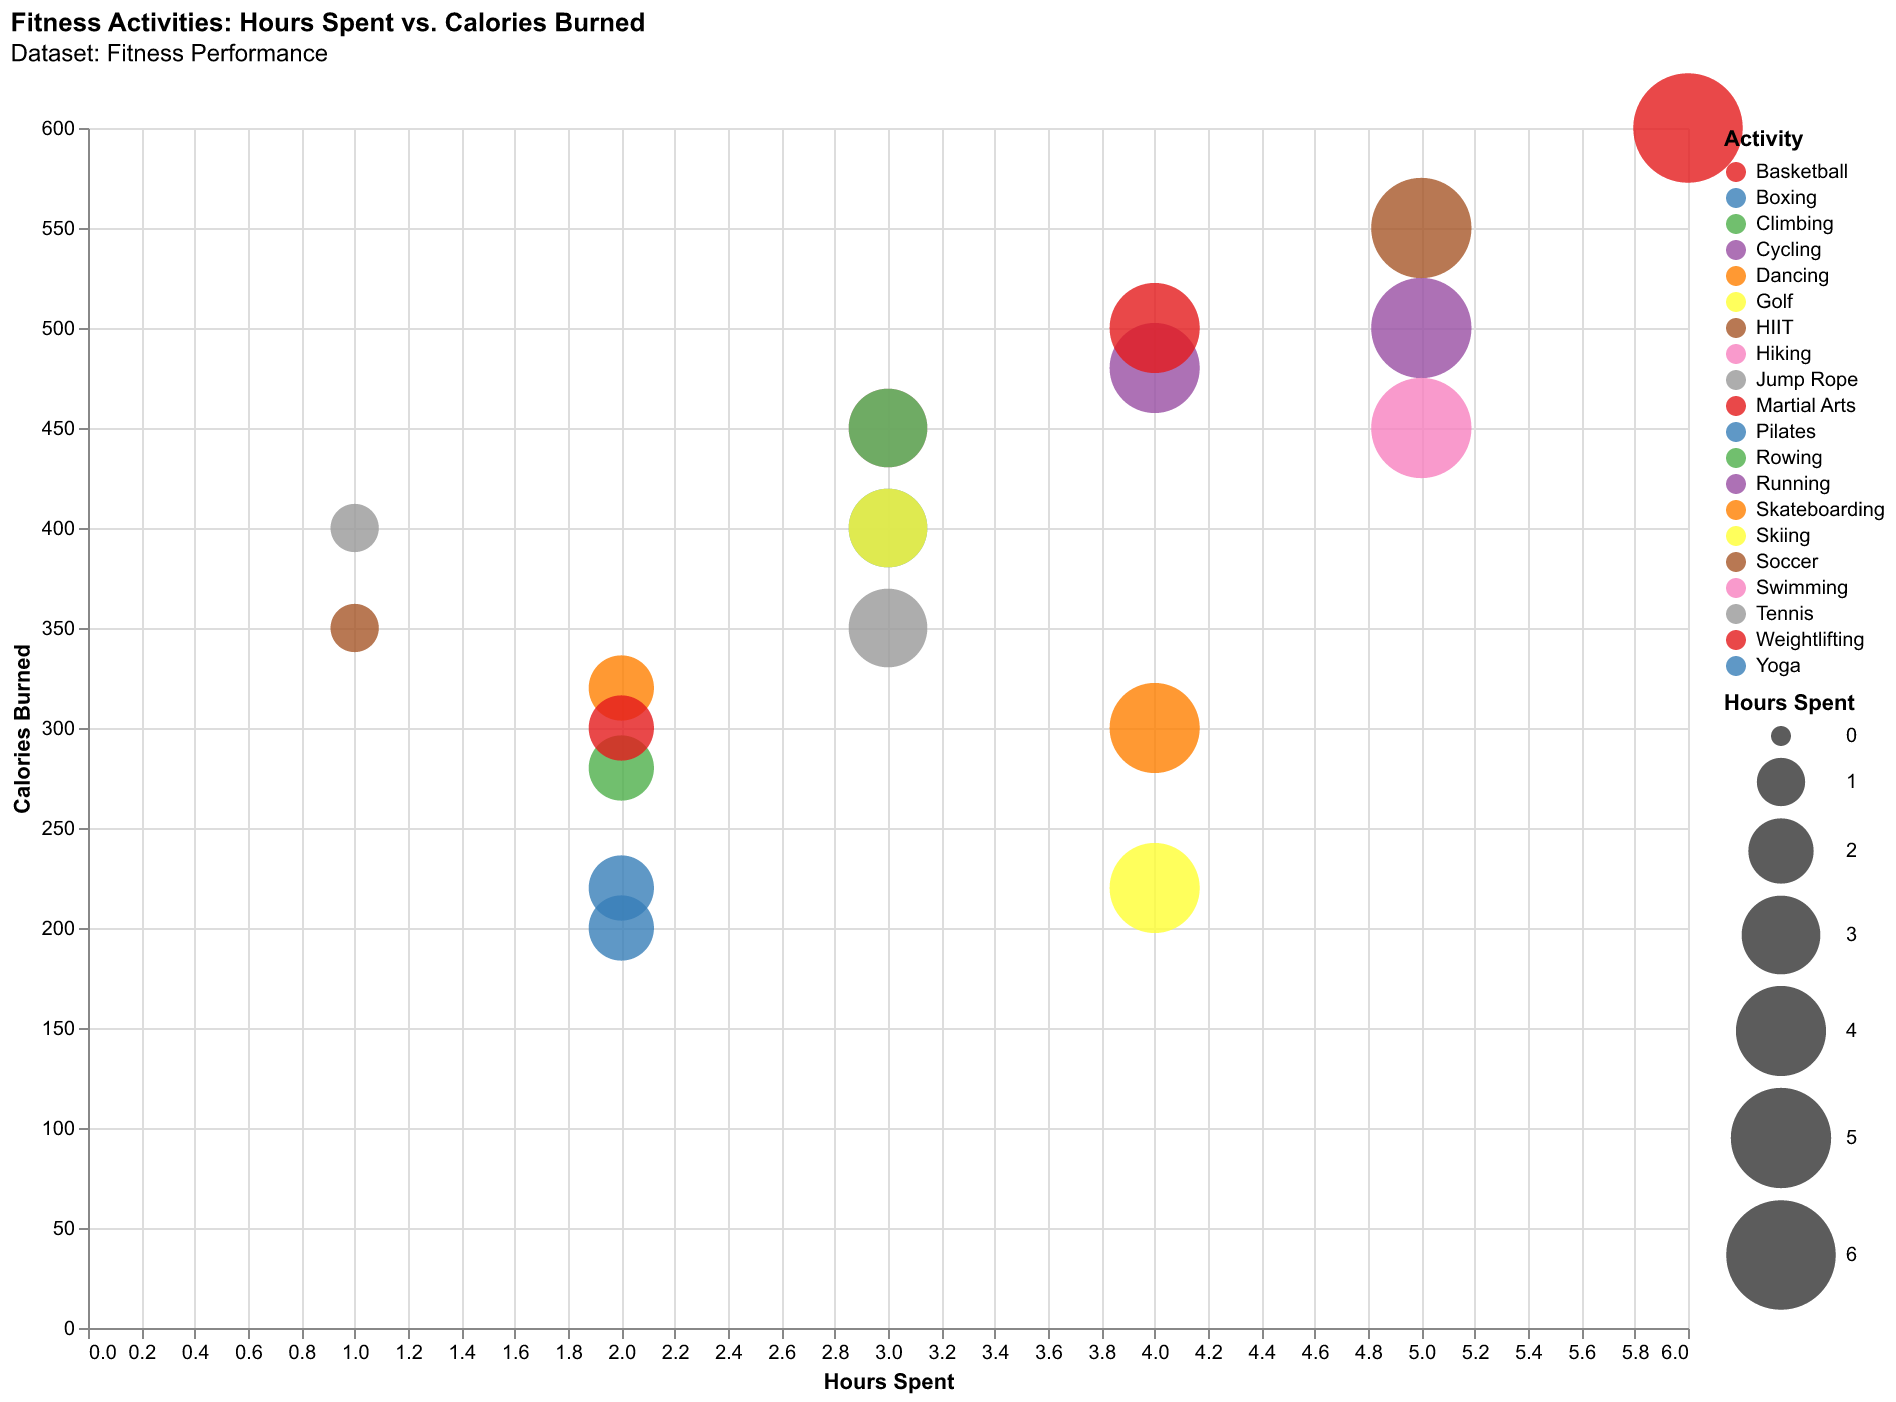 Fitness Activities: Hours Spent vs. Calories Burned
Dataset: Fitness Performance
Calories Burned
600
550
500
450
400
350
300
250
200
150
100
50
0
0.0 0.2 0.4 0.6 0.8 1.0 1.2 1.4 1.6 1.8 2.0 2.2 2.4 2.6 2.8 3.0 3.2 3.4 3.6 3.8 4.0 4.2 4.4 4.6 4.8 5.0 5.2 5.4 5.6 5.8 6.0
Hours Spent
Activity
Basketball
Boxing
Climbing
Cycling
Dancing
Golf
HIIT
Hiking
Jump Rope
Martial Arts
Pilates
Rowing
Running
Skateboarding
Skiing
Soccer
Swimming
Tennis
Weightlifting
Yoga
Hours Spent
0
1
2
3
4
5
6